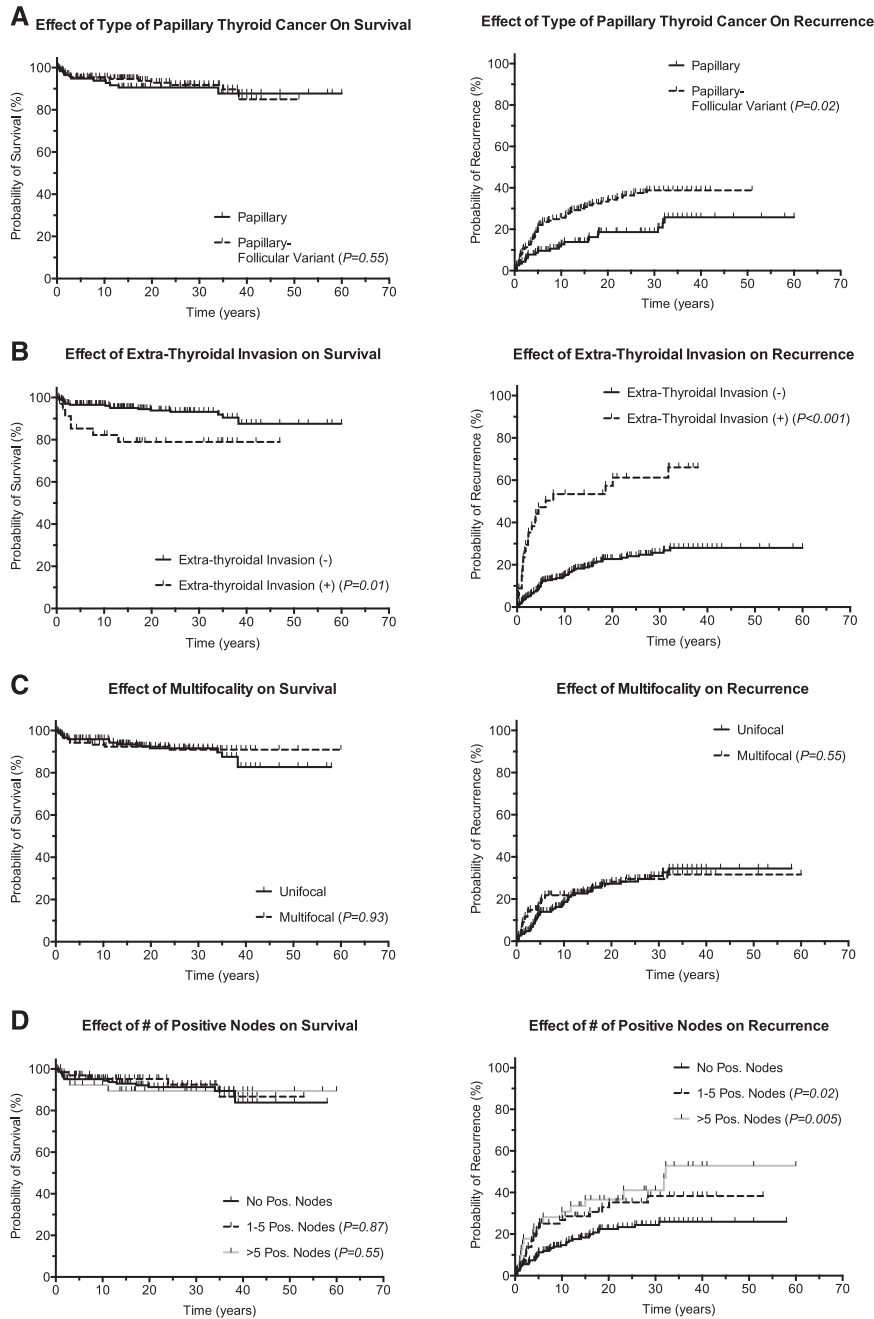 A
Effect of Type of Papillary Thyroid Cancer On Survival
Probability of Survival (%)
100
80
60
40
20
0
Papillary
Papillary-
Follicular Variant (P=0.55)
0 10 20 30 40 50 60 70
Time (years)
Effect of Type of Papillary Thyroid Cancer On Recurrence
Probability of Recurrence (%)
100
80
60
40
20
0
Papillary
Papillary-
Follicular Variant (P=0.02)
0 10 20 30 40 50 60 70
Time (years)
B
Effect of Extra-Thyroidal Invasion on Survival
Probability of Survival (%)
100
80
60
40
20
0
Extra-thyroidal Invasion (-)
Extra-thyroidal Invasion (+) (P=0.01)
0 10 20 30 40 50 60 70
Time (years)
Effect of Extra-Thyroidal Invasion on Recurrence
Probability of Recurrence (%)
100
80
60
40
20
0
Extra-Thyroidal Invasion (-)
Extra-Thyroidal Invasion (+) (P<0.001)
0 10 20 30 40 50 60 70
Time (years)
C
Effect of Multifocality on Survival
Probability of Survival (%)
100
80
60
40
20
0
Unifocal
Multifocal (P=0.93)
0 10 20 30 40 50 60 70
Time (years)
Effect of Multifocality on Recurrence
Probability of Recurrence (%)
100
80
60
40
20
0
Unifocal
Multifocal (P=0.55)
0 10 20 30 40 50 60 70
Time (years)
D
Effect of # of Positive Nodes on Survival
Probability of Survival (%)
100
80
60
40
20
0
No Pos. Nodes
1-5 Pos. Nodes (P=0.87)
>5 Pos. Nodes (P=0.55)
0 10 20 30 40 50 60 70
Time (years)
Effect of # of Positive Nodes on Recurrence
Probability of Recurrence (%)
100
80
60
40
20
0
No Pos. Nodes
1-5 Pos. Nodes (P=0.02)
>5 Pos. Nodes (P=0.005)
0 10 20 30 40 50 60 70
Time (years)